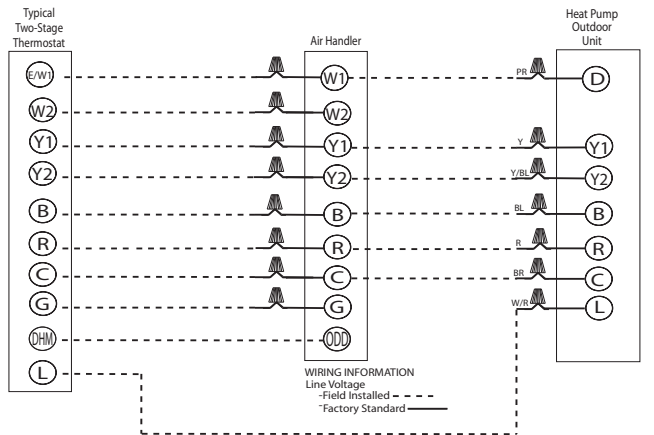 Typical
Two-Stage
Thermostat
Air Handler
Heat Pump
Outdoor
Unit
E/W1
W1
PR
D
W2
W2
Y1
Y1
Y
Y1
Y2
Y2
Y/BL
Y2
B
B
BL
B
R
R
R
R
C
C
BR
C
G
G
W/R
L
DHM
ODD
L
WIRING INFORMATION
Line Voltage
-Field Installed
-Factory Standard